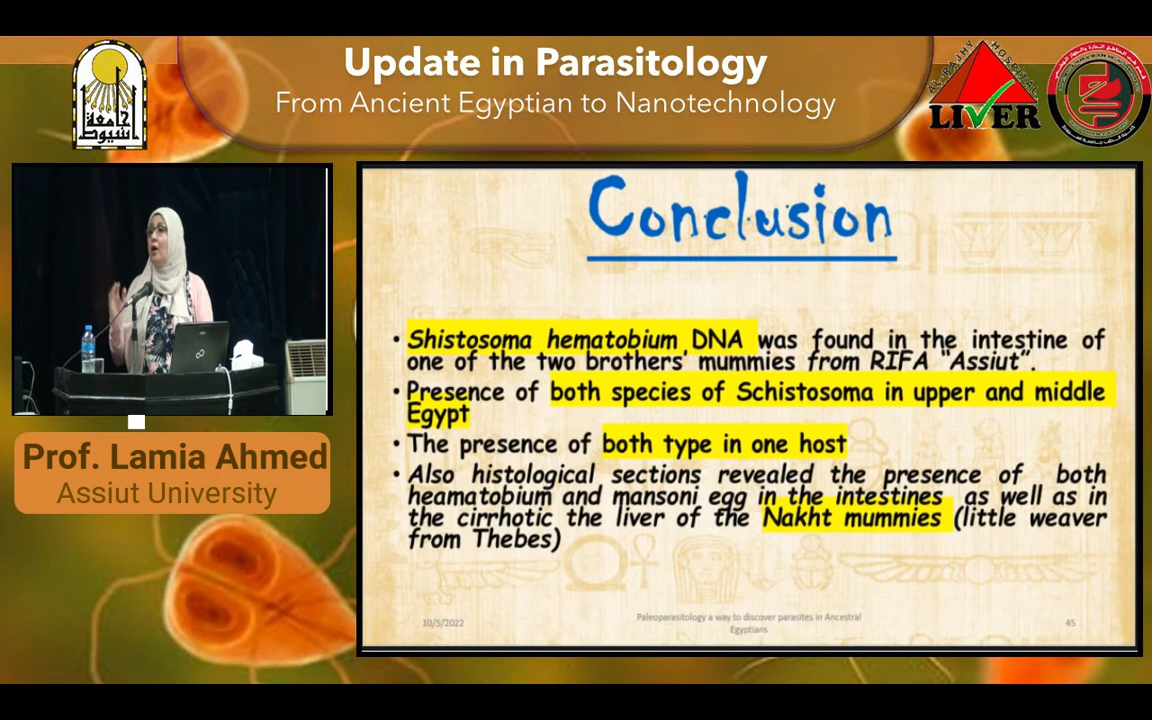 Update in Parasitology
From Ancient Egyptian to Nanotechnology
جامعة
أسيوط
AL-RAJHY HOSPITAL
LIVER
Conclusion
• Shistosoma hematobium DNA was found in the intestine of
one of the two brothers' mummies from RIFA "Assiut".
• Presence of both species of Schistosoma in upper and middle
Egypt
• The presence of both type in one host
• Also histological sections revealed the presence of both
heamatobium and mansoni egg in the intestines as well as in
the cirrhotic the liver of the Nakht mummies (little weaver
from Thebes)
10/5/2022
Paleoparasitology a way to discover parasites in Ancestral
Egyptians
45
Prof. Lamia Ahmed
Assiut University